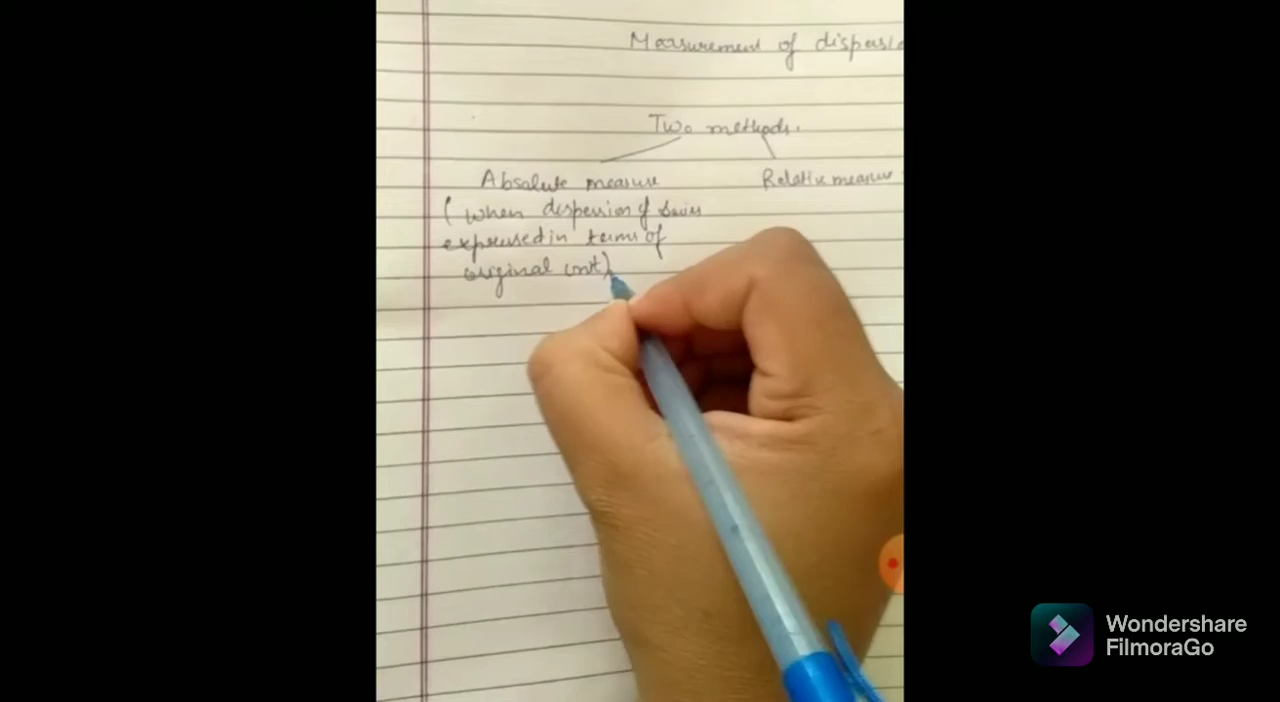 Measurement of dispersio
Two methods.
Absolute measure
Relative measure
(when dispersion of series
expressed in terms of
original unit)
Wondershare
FilmoraGo